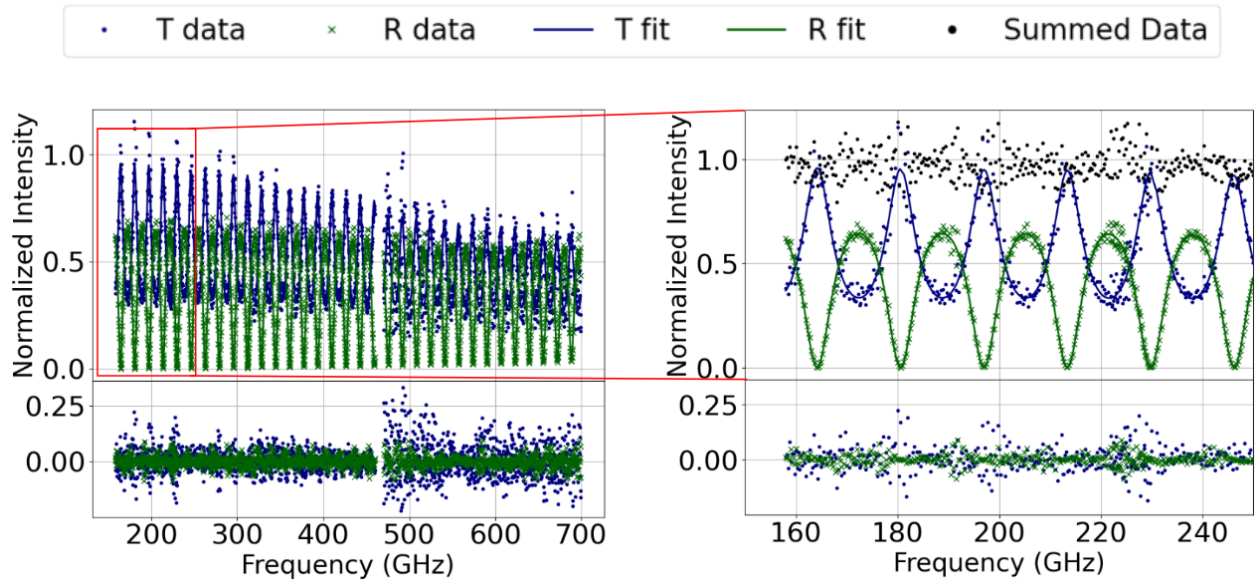 T data R data T fit R fit Summed Data
Normalized Intensity
1.0
0.5
0.0
0.25
0.00
200 300 400 500 600 700
Frequency (GHz)
Normalized Intensity
1.0
0.5
0.0
0.25
0.00
160 180 200 220 240
Frequency (GHz)